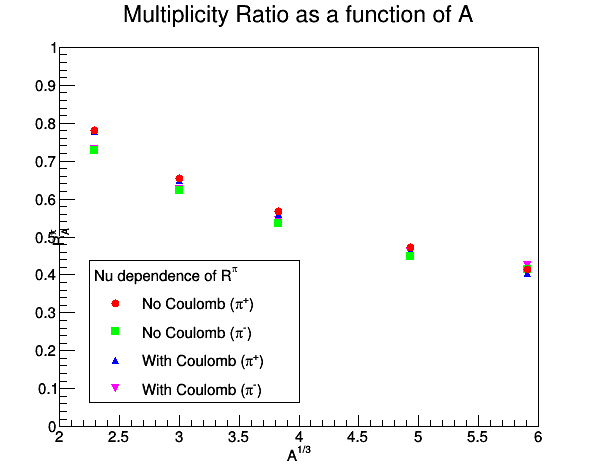 Multiplicity Ratio as a function of A
1
0.9
0.8
0.7
0.6
0.5
0.4
0.3
0.2
0.1
0
Nu dependence of R^π
No Coulomb (π⁺)
No Coulomb (π⁻)
With Coulomb (π⁺)
With Coulomb (π⁻)
2 2.5 3 3.5 4 4.5 5 5.5 6
A^1/3